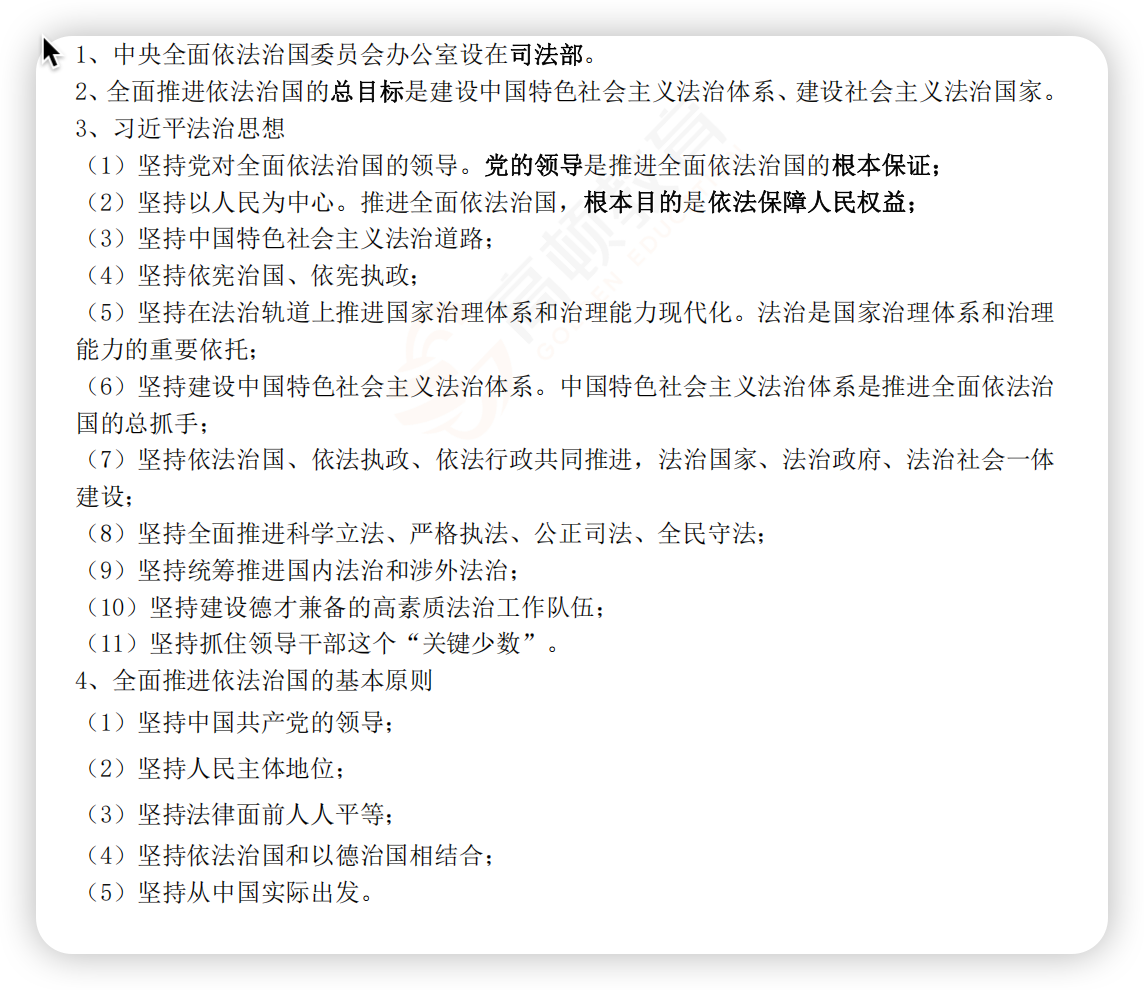 1、中央全面依法治国委员会办公室设在司法部。
2、全面推进依法治国的总目标是建设中国特色社会主义法治体系、建设社会主义法治国家。
3、习近平法治思想
（1）坚持党对全面依法治国的领导。党的领导是推进全面依法治国的根本保证；
（2）坚持以人民为中心。推进全面依法治国，根本目的是依法保障人民权益；
（3）坚持中国特色社会主义法治道路；
（4）坚持依宪治国、依宪执政；
（5）坚持在法治轨道上推进国家治理体系和治理能力现代化。法治是国家治理体系和治理
能力的重要依托；
（6）坚持建设中国特色社会主义法治体系。中国特色社会主义法治体系是推进全面依法治
国的总抓手；
（7）坚持依法治国、依法执政、依法行政共同推进，法治国家、法治政府、法治社会一体
建设；
（8）坚持全面推进科学立法、严格执法、公正司法、全民守法；
（9）坚持统筹推进国内法治和涉外法治；
（10）坚持建设德才兼备的高素质法治工作队伍；
（11）坚持抓住领导干部这个“关键少数”。
4、全面推进依法治国的基本原则
（1）坚持中国共产党的领导；
（2）坚持人民主体地位；
（3）坚持法律面前人人平等；
（4）坚持依法治国和以德治国相结合；
（5）坚持从中国实际出发。
高顿教育